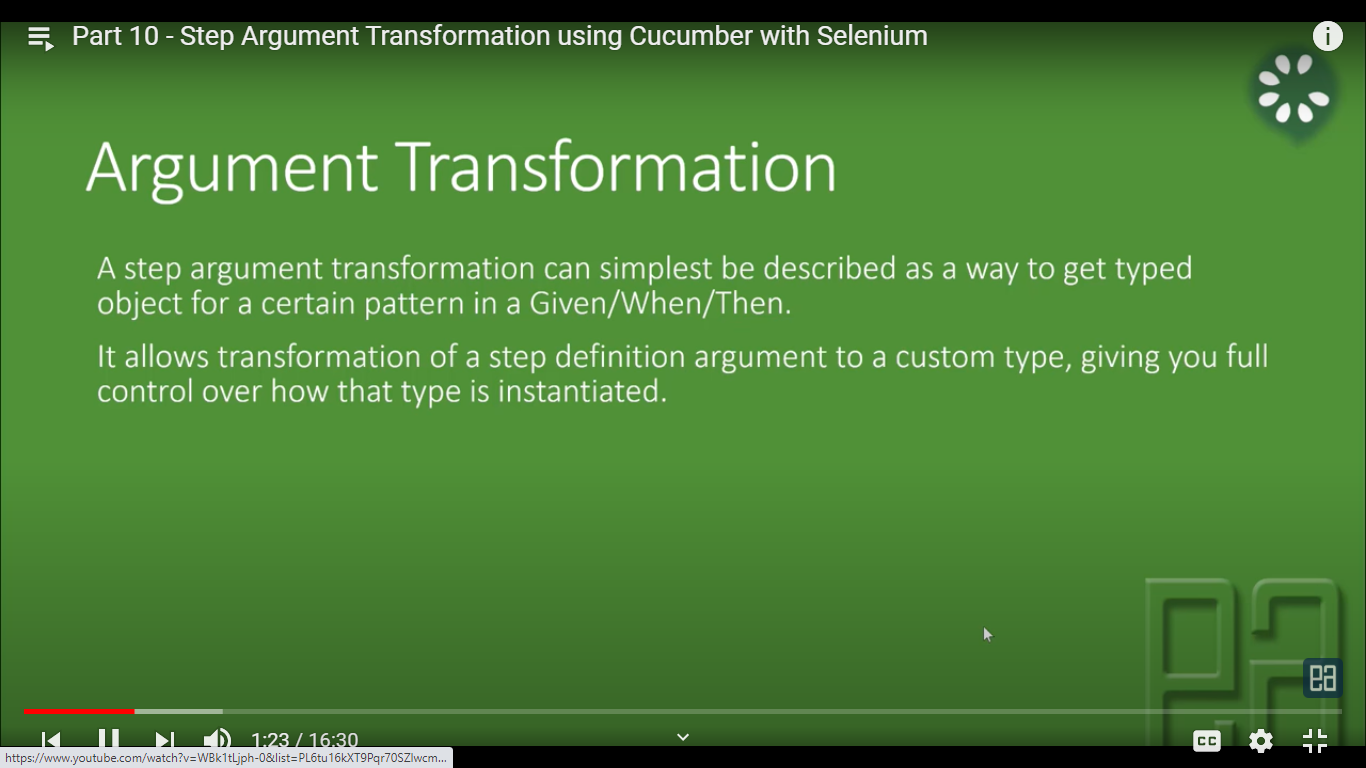 Part 10 - Step Argument Transformation using Cucumber with Selenium
Argument Transformation
A step argument transformation can simplest be described as a way to get typed
object for a certain pattern in a Given/When/Then.
It allows transformation of a step definition argument to a custom type, giving you full
control over how that type is instantiated.
1:23 / 16:30
CC
https://www.youtube.com/watch?v=WBk1tLjph-0&list=PL6tu16kXT9Pqr70SZlwcm...